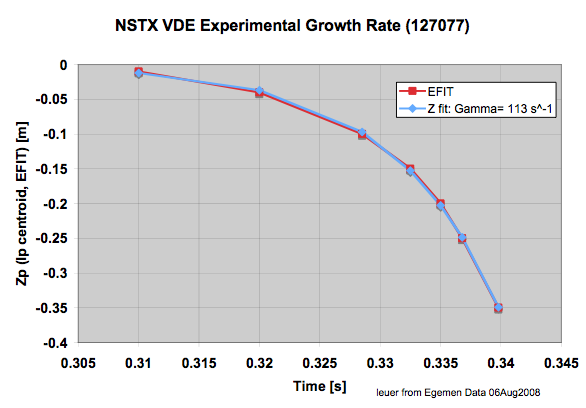 NSTX VDE Experimental Growth Rate (127077)
Zp (Ip centroid, EFIT) [m]
0
-0.05
-0.1
-0.15
-0.2
-0.25
-0.3
-0.35
-0.4
EFIT
Z fit: Gamma= 113 s^-1
0.305 0.31 0.315 0.32 0.325 0.33 0.335 0.34 0.345
Time [s]
leuer from Egemen Data 06Aug2008